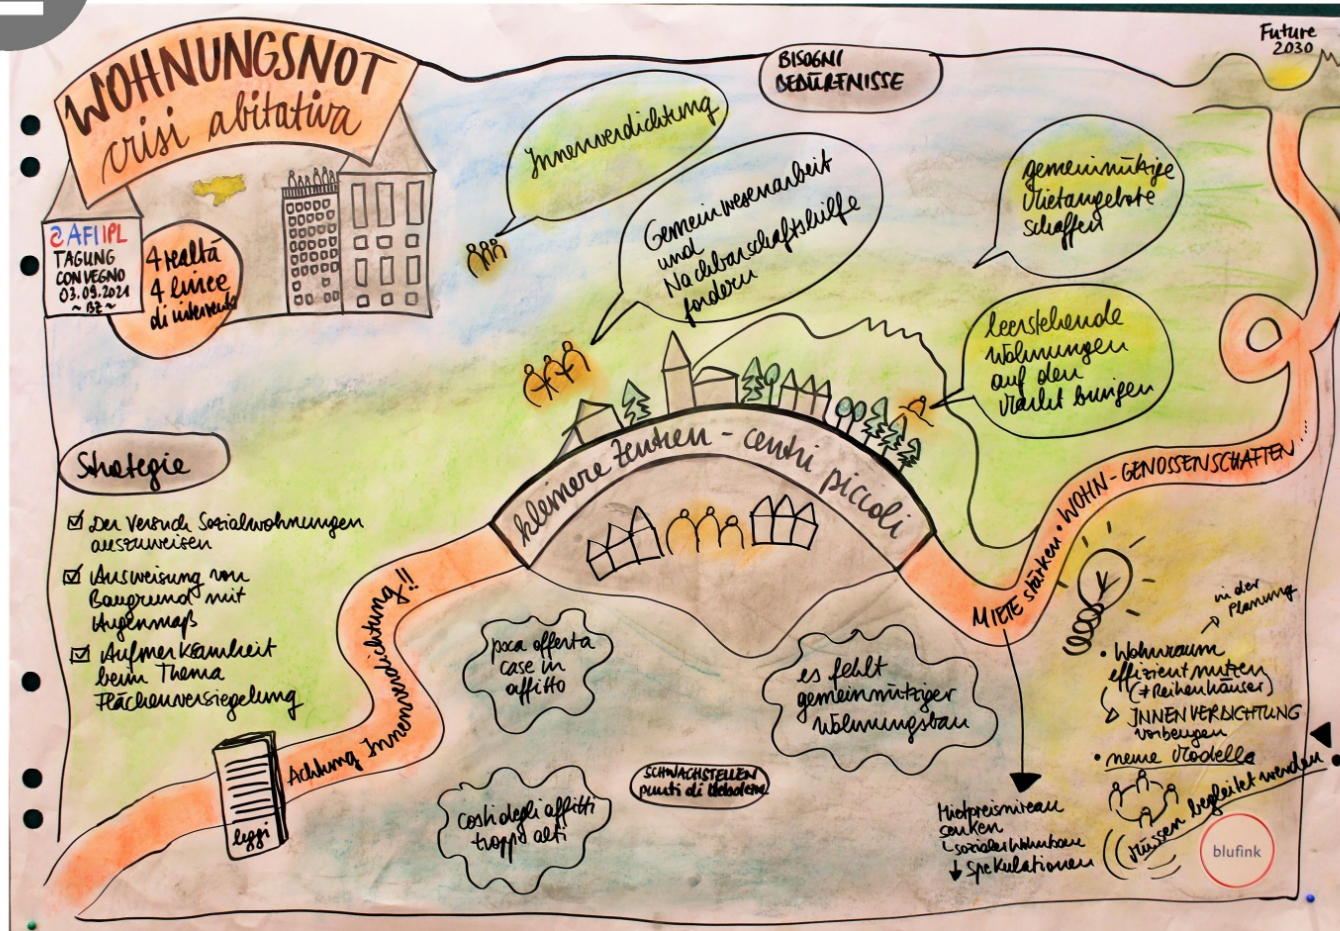 WOHNUNGSNOT
crisi abitativa
AFI IPL
TAGUNG
CONVEGNO
03.09.2021
~ BZ ~
4 realtà
4 linee
di intervento
BISOGNI
BEDÜRFNISSE
Future
2030
Innenverdichtung
Gemeinwesenarbeit
und
Nachbarschaftshilfe
fördern
gemeinnützige
Mietangebote
schaffen
leerstehende
Wohnungen
auf den
Markt bringen
Strategie
Der Versuch Sozialwohnungen
auszuweisen
Ausweisung von
Baugrund mit
Augenmaß
Aufmerksamkeit
beim Thema
Flächenversiegelung
leggi
Achtung Innenverdichtung!!
kleinere Zentren - centri piccoli
MIETE stärken • WOHN-GENOSSENSCHAFTEN...
poca offerta
case in
affitto
es fehlt
gemeinnütziger
Wohnungsbau
SCHWACHSTELLEN
punti di debolezza
costi degli affitti
troppo alti
Mietpreisniveau
senken
sozialer Wohnbau
↓ Spekulationen
in der
Planung
• Wohnraum
effizient nutzen
(≠ Reihenhäuser)
INNENVERDICHTUNG
vorbeugen
• neue Modelle
müssen begleitet werden
blufink